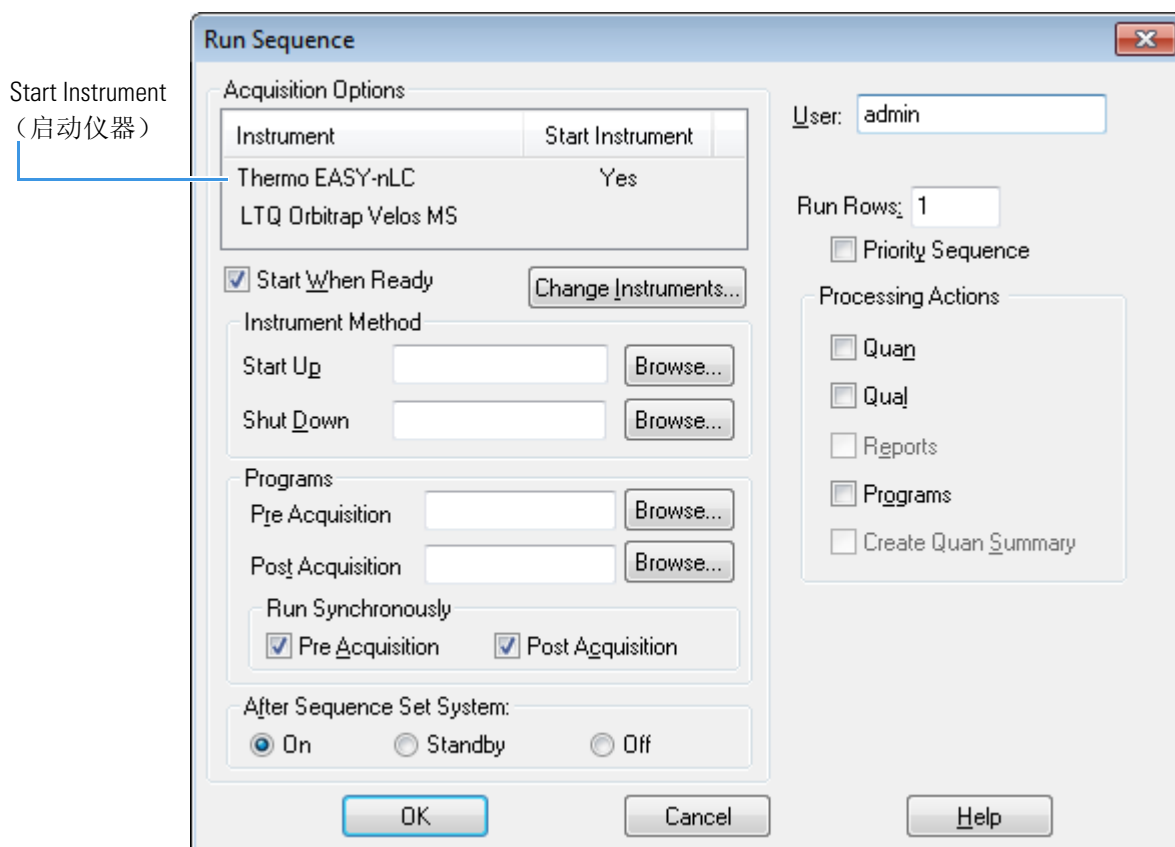 Run Sequence
Start Instrument
（启动仪器）
Acquisition Options
Instrument Start Instrument
Thermo EASY-nLC Yes
LTQ Orbitrap Velos MS
Start When Ready
Change Instruments...
Instrument Method
Start Up Browse...
Shut Down Browse...
Programs
Pre Acquisition Browse...
Post Acquisition Browse...
Run Synchronously
Pre Acquisition Post Acquisition
After Sequence Set System:
On Standby Off
User: admin
Run Rows: 1
Priority Sequence
Processing Actions
Quan
Qual
Reports
Programs
Create Quan Summary
OK Cancel Help